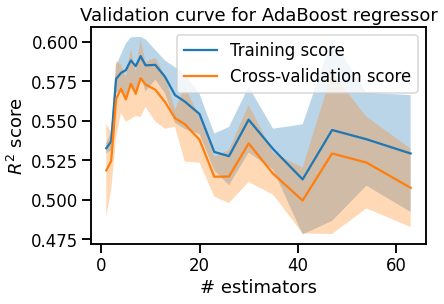 Validation curve for AdaBoost regressor
Training score
Cross-validation score
R² score
0.600
0.575
0.550
0.525
0.500
0.475
0
20
40
60
# estimators